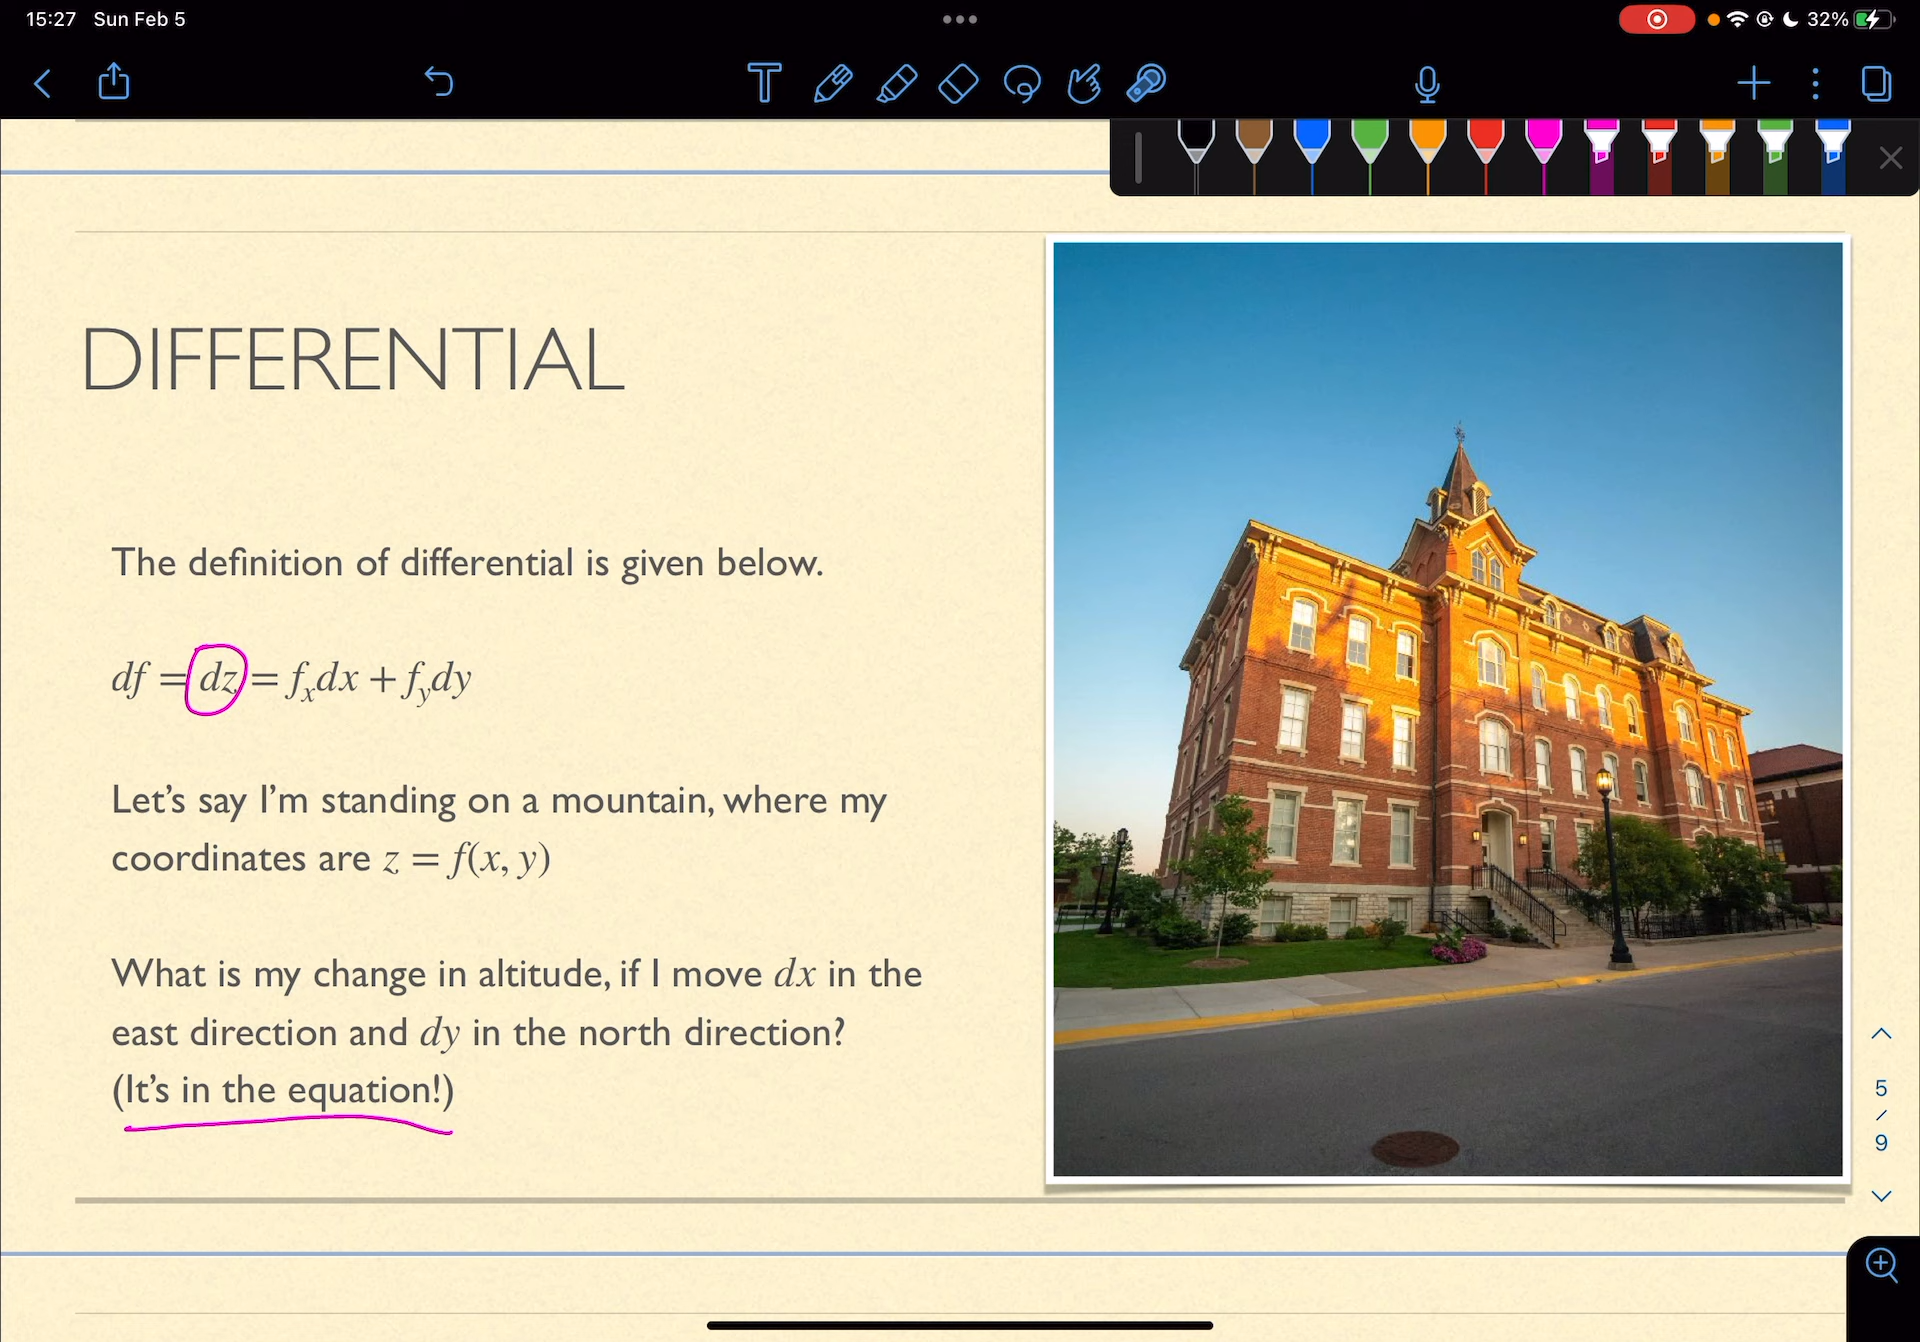 15:27 Sun Feb 5
32%
DIFFERENTIAL
The definition of differential is given below.
df = dz = fₓdx + f_y dy
Let's say I'm standing on a mountain, where my
coordinates are z = f(x, y)
What is my change in altitude, if I move dx in the
east direction and dy in the north direction?
(It's in the equation!)
5
/
9